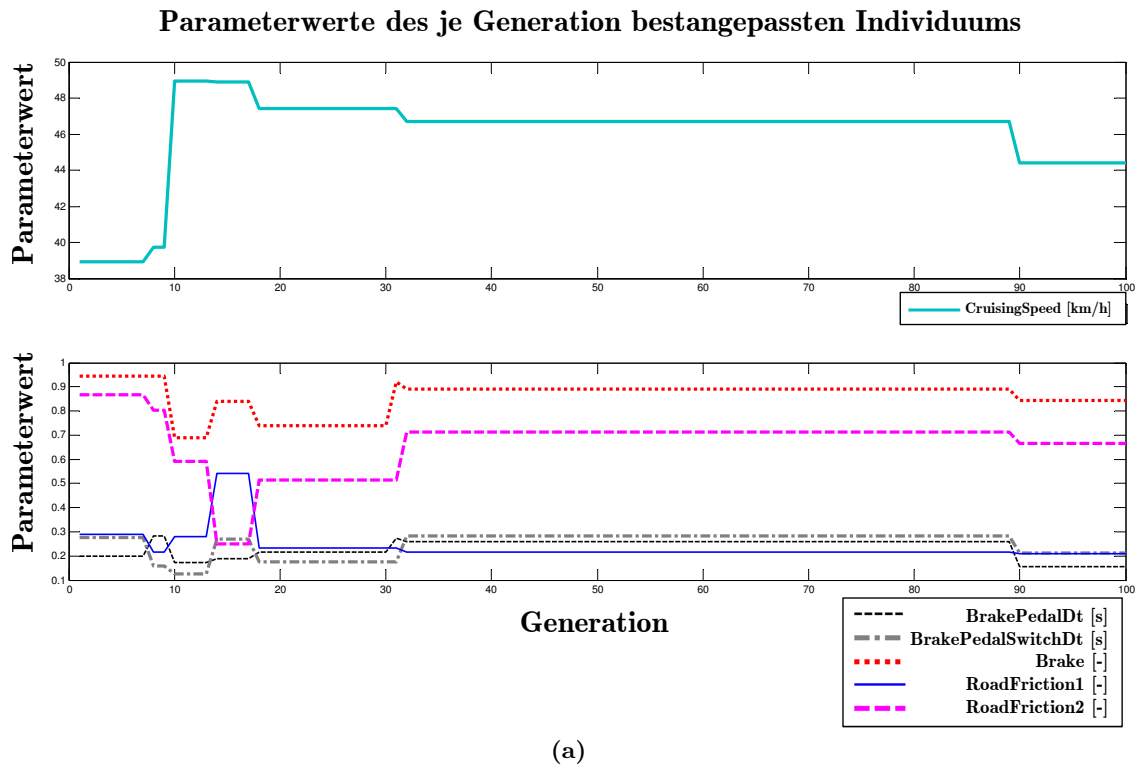 Parameterwerte des je Generation bestangepassten Individuums
Parameterwert
50
48
46
44
42
40
38
0 10 20 30 40 50 60 70 80 90 100
CruisingSpeed [km/h]
Parameterwert
1
0.9
0.8
0.7
0.6
0.5
0.4
0.3
0.2
0.1
0 10 20 30 40 50 60 70 80 90 100
Generation
BrakePedalDt [s]
BrakePedalSwitchDt [s]
Brake [-]
RoadFriction1 [-]
RoadFriction2 [-]
(a)